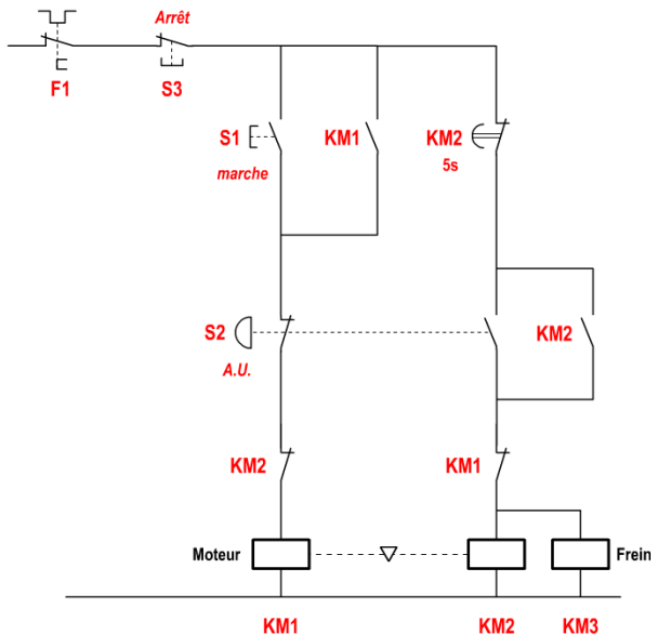 Arrêt
F1
S3
S1
KM1
KM2
marche
5s
S2
KM2
A.U.
KM2
KM1
Moteur
Frein
KM1
KM2
KM3